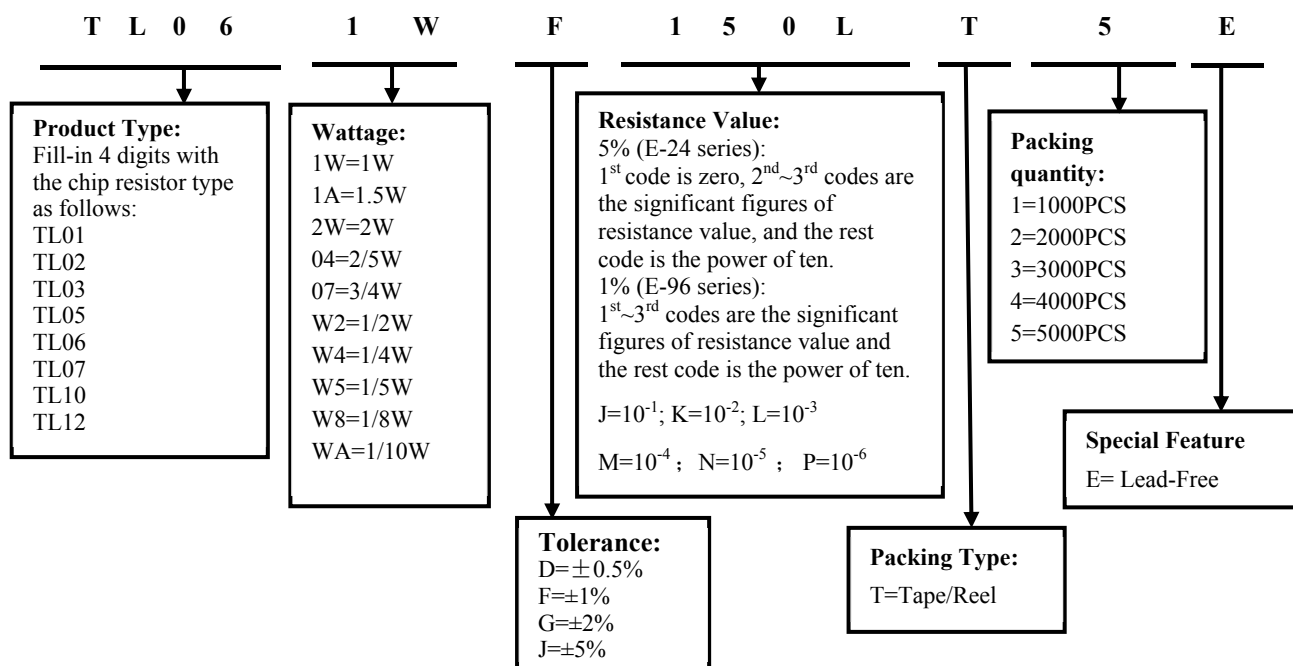 T L 0 6 1 W F 1 5 0 L T 5 E
Product Type:
Fill-in 4 digits with
the chip resistor type
as follows:
TL01
TL02
TL03
TL05
TL06
TL07
TL10
TL12
Wattage:
1W=1W
1A=1.5W
2W=2W
04=2/5W
07=3/4W
W2=1/2W
W4=1/4W
W5=1/5W
W8=1/8W
WA=1/10W
Resistance Value:
5% (E-24 series):
1st code is zero, 2nd~3rd codes are
the significant figures of
resistance value, and the rest
code is the power of ten.
1% (E-96 series):
1st~3rd codes are the significant
figures of resistance value and
the rest code is the power of ten.
J=10-1; K=10-2; L=10-3
M=10-4 ; N=10-5 ; P=10-6
Packing
quantity:
1=1000PCS
2=2000PCS
3=3000PCS
4=4000PCS
5=5000PCS
Special Feature
E= Lead-Free
Tolerance:
D=±0.5%
F=±1%
G=±2%
J=±5%
Packing Type:
T=Tape/Reel